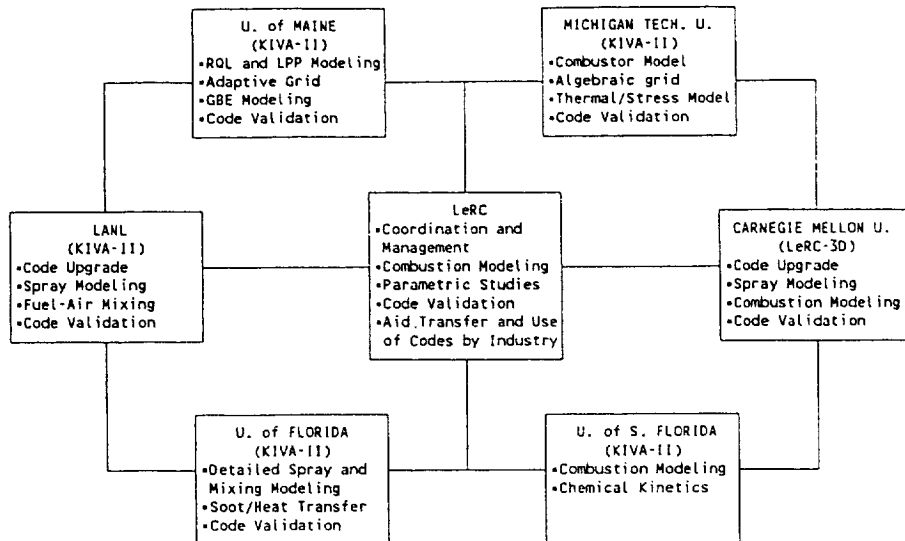 U. of MAINE
(KIVA-II)
•RQL and LPP Modeling
•Adaptive Grid
•GBE Modeling
•Code Validation
MICHIGAN TECH. U.
(KIVA-II)
•Combustor Model
•Algebraic grid
•Thermal/Stress Model
•Code Validation
LANL
(KIVA-II)
•Code Upgrade
•Spray Modeling
•Fuel-Air Mixing
•Code Validation
LeRC
•Coordination and
Management
•Combustion Modeling
•Parametric Studies
•Code Validation
•Aid Transfer and Use
of Codes by Industry
CARNEGIE MELLON U.
(LeRC-3D)
•Code Upgrade
•Spray Modeling
•Combustion Modeling
•Code Validation
U. of FLORIDA
(KIVA-II)
•Detailed Spray and
Mixing Modeling
•Soot/Heat Transfer
•Code Validation
U. of S. FLORIDA
(KIVA-II)
•Combustion Modeling
•Chemical Kinetics